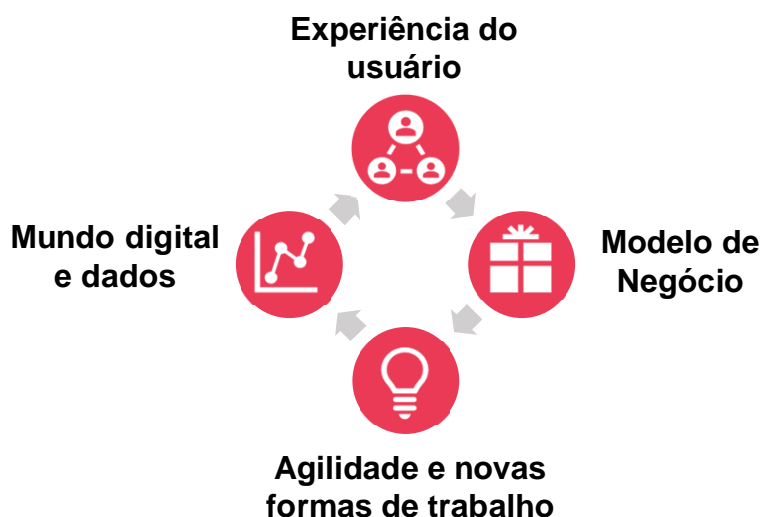 Experiência do
usuário
Mundo digital
e dados
Modelo de
Negócio
Agilidade e novas
formas de trabalho